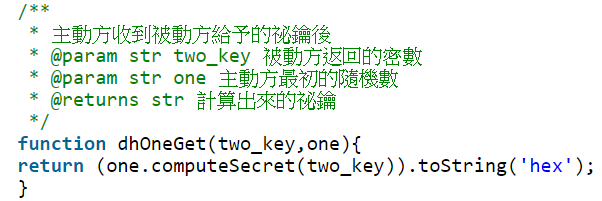 /**
* 主動方收到被動方給予的祕鑰後
* @param str two_key 被動方返回的密數
* @param str one 主動方最初的隨機數
* @returns str 計算出來的祕鑰
*/
function dhOneGet(two_key,one){
return (one.computeSecret(two_key)).toString('hex');
}